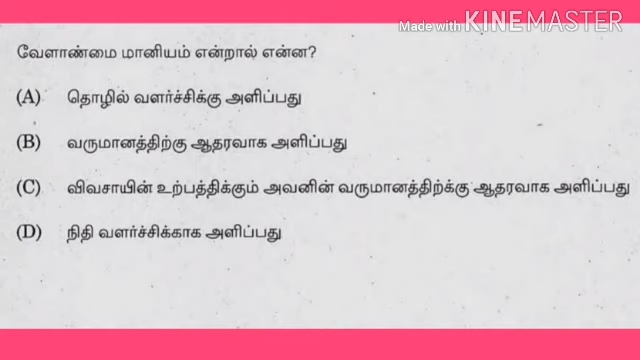 Made with KINEMASTER
வேளாண்மை மானியம் என்றால் என்ன?
(A) தொழில் வளர்ச்சிக்கு அளிப்பது
(B) வருமானத்திற்கு ஆதரவாக அளிப்பது
(C) விவசாயின் உற்பத்திக்கும் அவனின் வருமானத்திற்க்கு ஆதரவாக அளிப்பது
(D) நிதி வளர்ச்சிக்காக அளிப்பது